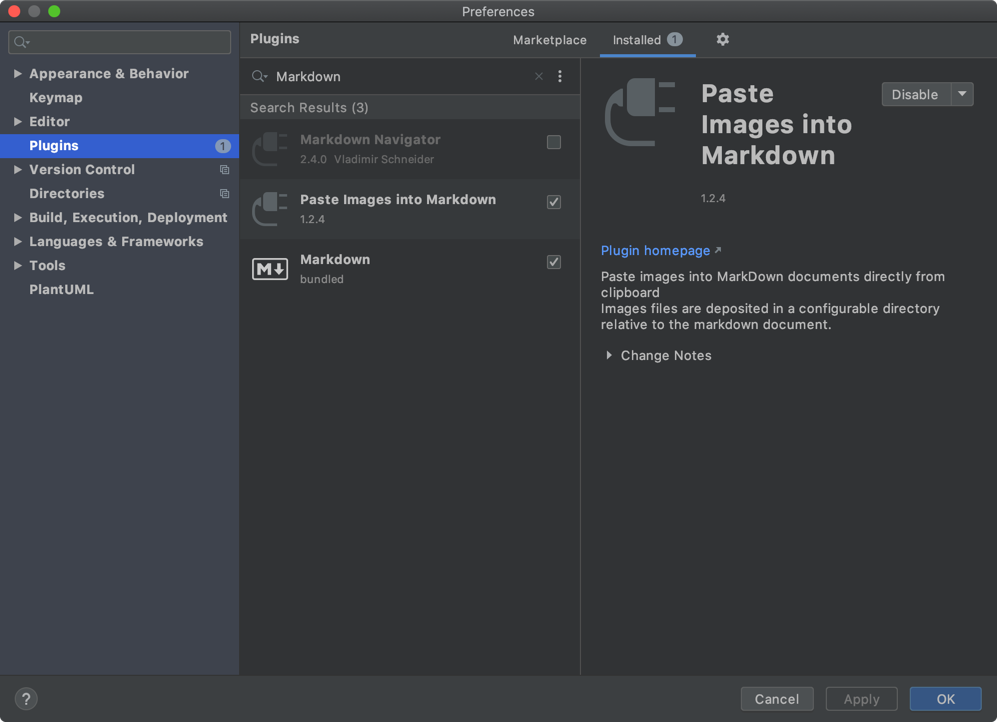 Preferences
Appearance & Behavior
Keymap
Editor
Plugins 1
Version Control
Directories
Build, Execution, Deployment
Languages & Frameworks
Tools
PlantUML
Plugins
Marketplace
Installed 1
Markdown
Search Results (3)
Markdown Navigator
2.4.0 Vladimir Schneider
Paste Images into Markdown
1.2.4
M
Markdown
bundled
Paste
Images into
Markdown
Disable
1.2.4
Plugin homepage
Paste images into MarkDown documents directly from
clipboard
Images files are deposited in a configurable directory
relative to the markdown document.
Change Notes
?
Cancel
Apply
OK